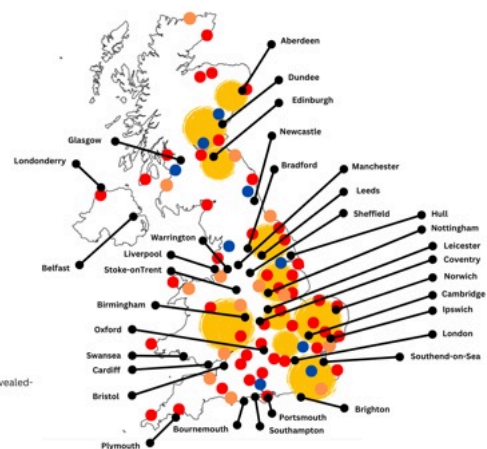 Aberdeen
Dundee
Edinburgh
Glasgow
Newcastle
Londonderry
Bradford
Manchester
Leeds
Sheffield
Hull
Nottingham
Warrington
Leicester
Liverpool
Coventry
Belfast
Stoke-onTrent
Norwich
Cambridge
Birmingham
Ipswich
Oxford
London
Swansea
Southend-on-Sea
Cardiff
evealed-
Bristol
Brighton
Portsmouth
Bournemouth
Southampton
Plymouth